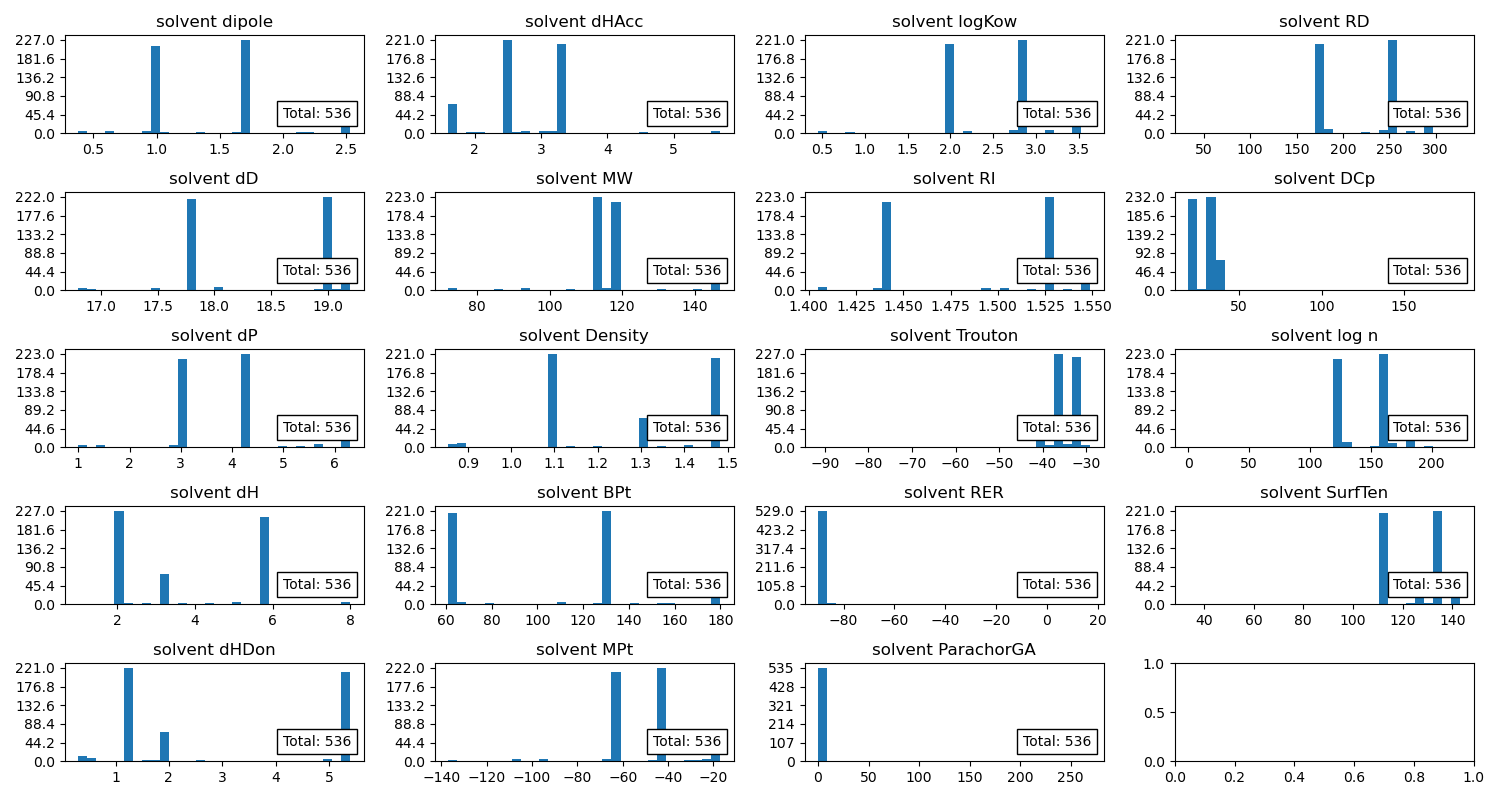 solvent dipole
227.0
181.6
136.2
90.8
45.4
0.0
Total: 536
0.5 1.0 1.5 2.0 2.5
solvent dHAcc
221.0
176.8
132.6
88.4
44.2
0.0
Total: 536
2 3 4 5
solvent logKow
221.0
176.8
132.6
88.4
44.2
0.0
Total: 536
0.5 1.0 1.5 2.0 2.5 3.0 3.5
solvent RD
221.0
176.8
132.6
88.4
44.2
0.0
Total: 536
50 100 150 200 250 300
solvent dD
222.0
177.6
133.2
88.8
44.4
0.0
Total: 536
17.0 17.5 18.0 18.5 19.0
solvent MW
223.0
178.4
133.8
89.2
44.6
0.0
Total: 536
80 100 120 140
solvent RI
223.0
178.4
133.8
89.2
44.6
0.0
Total: 536
1.400 1.425 1.450 1.475 1.500 1.525 1.550
solvent DCp
232.0
185.6
139.2
92.8
46.4
0.0
Total: 536
50 100 150
solvent dP
223.0
178.4
133.8
89.2
44.6
0.0
Total: 536
1 2 3 4 5 6
solvent Density
221.0
176.8
132.6
88.4
44.2
0.0
Total: 536
0.9 1.0 1.1 1.2 1.3 1.4 1.5
solvent Trouton
227.0
181.6
136.2
90.8
45.4
0.0
Total: 536
−90 −80 −70 −60 −50 −40 −30
solvent log n
223.0
178.4
133.8
89.2
44.6
0.0
Total: 536
0 50 100 150 200
solvent dH
227.0
181.6
136.2
90.8
45.4
0.0
Total: 536
2 4 6 8
solvent BPt
221.0
176.8
132.6
88.4
44.2
0.0
Total: 536
60 80 100 120 140 160 180
solvent RER
529.0
423.2
317.4
211.6
105.8
0.0
Total: 536
−80 −60 −40 −20 0 20
solvent SurfTen
221.0
176.8
132.6
88.4
44.2
0.0
Total: 536
40 60 80 100 120 140
solvent dHDon
221.0
176.8
132.6
88.4
44.2
0.0
Total: 536
1 2 3 4 5
solvent MPt
222.0
177.6
133.2
88.8
44.4
0.0
Total: 536
−140 −120 −100 −80 −60 −40 −20
solvent ParachorGA
535
428
321
214
107
0
Total: 536
0 50 100 150 200 250
1.0
0.5
0.0
0.0 0.2 0.4 0.6 0.8 1.0